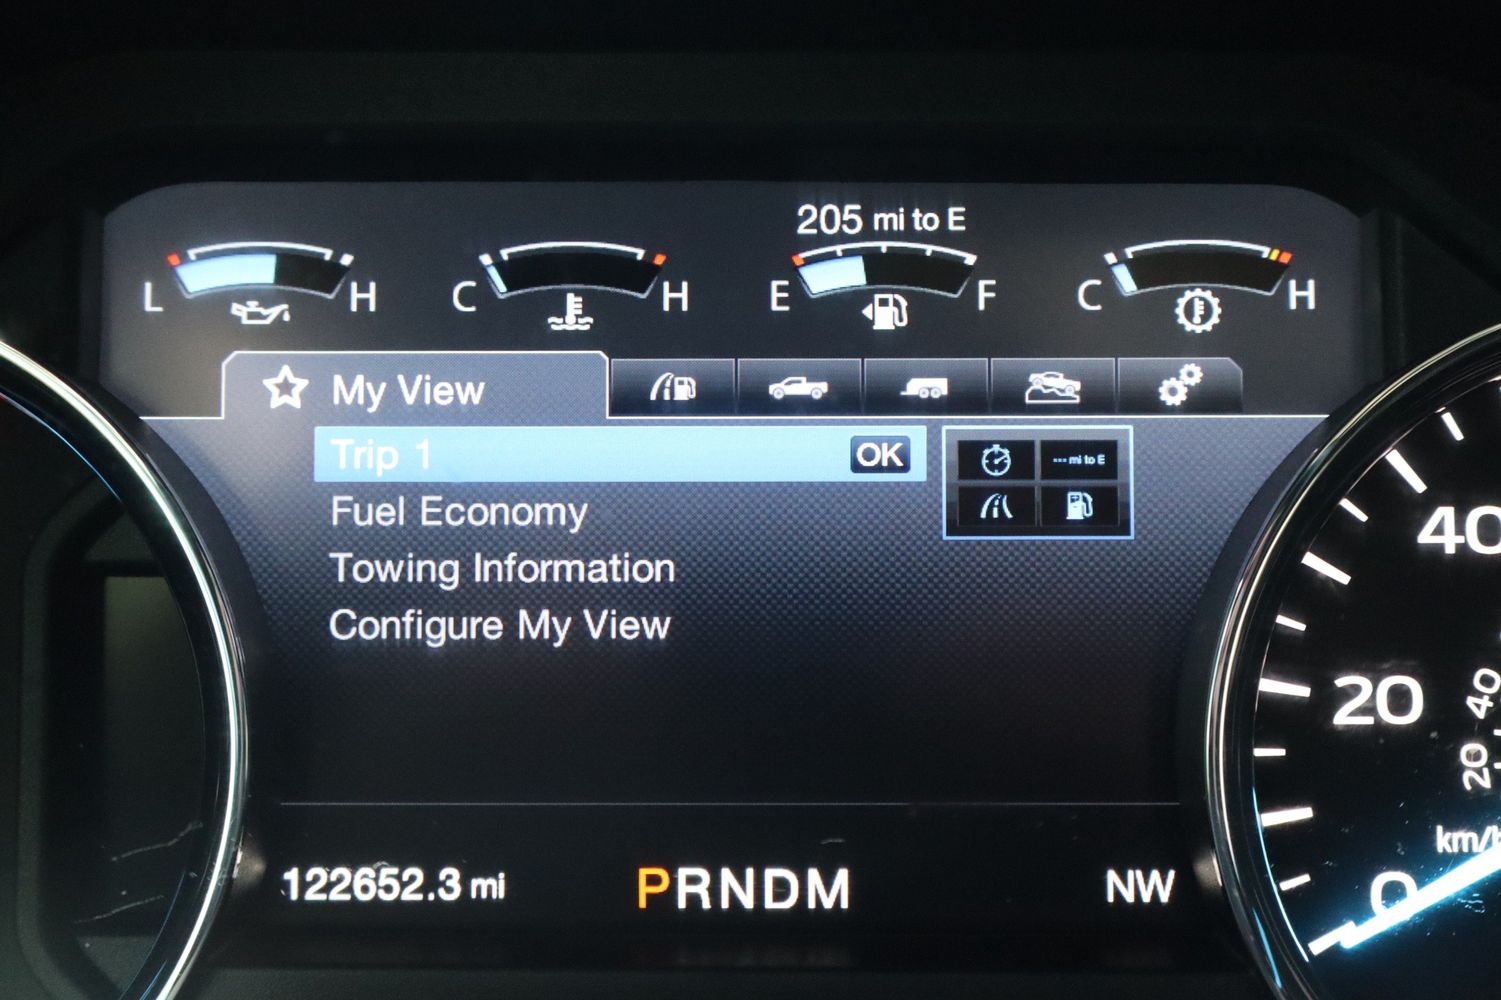 205 mi to E
L H C H E F C H
My View
Trip 1 OK
--- mi to E
Fuel Economy
Towing Information
Configure My View
122652.3 mi PRNDM NW
40
20
0
40
20
km/h